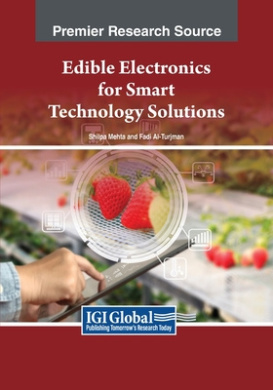 Premier Research Source
Edible Electronics
for Smart
Technology Solutions
Shilpa Mehta and Fadi Al-Turjman
IGI Global
Publishing Tomorrow's Research Today